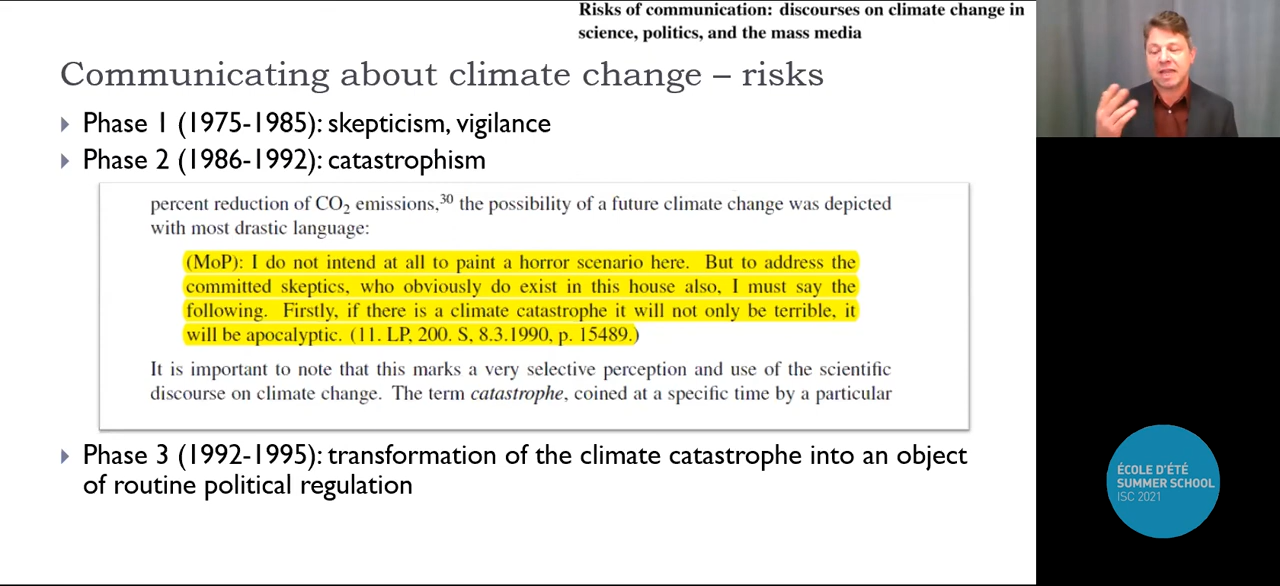 Risks of communication: discourses on climate change in
science, politics, and the mass media
Communicating about climate change – risks
Phase 1 (1975-1985): skepticism, vigilance
Phase 2 (1986-1992): catastrophism
percent reduction of CO₂ emissions,³⁰ the possibility of a future climate change was depicted
with most drastic language:
(MoP): I do not intend at all to paint a horror scenario here. But to address the
committed skeptics, who obviously do exist in this house also, I must say the
following. Firstly, if there is a climate catastrophe it will not only be terrible, it
will be apocalyptic. (11. LP, 200. S, 8.3.1990, p. 15489.)
It is important to note that this marks a very selective perception and use of the scientific
discourse on climate change. The term catastrophe, coined at a specific time by a particular
Phase 3 (1992-1995): transformation of the climate catastrophe into an object
of routine political regulation
ÉCOLE D'ÉTÉ
SUMMER SCHOOL
ISC 2021